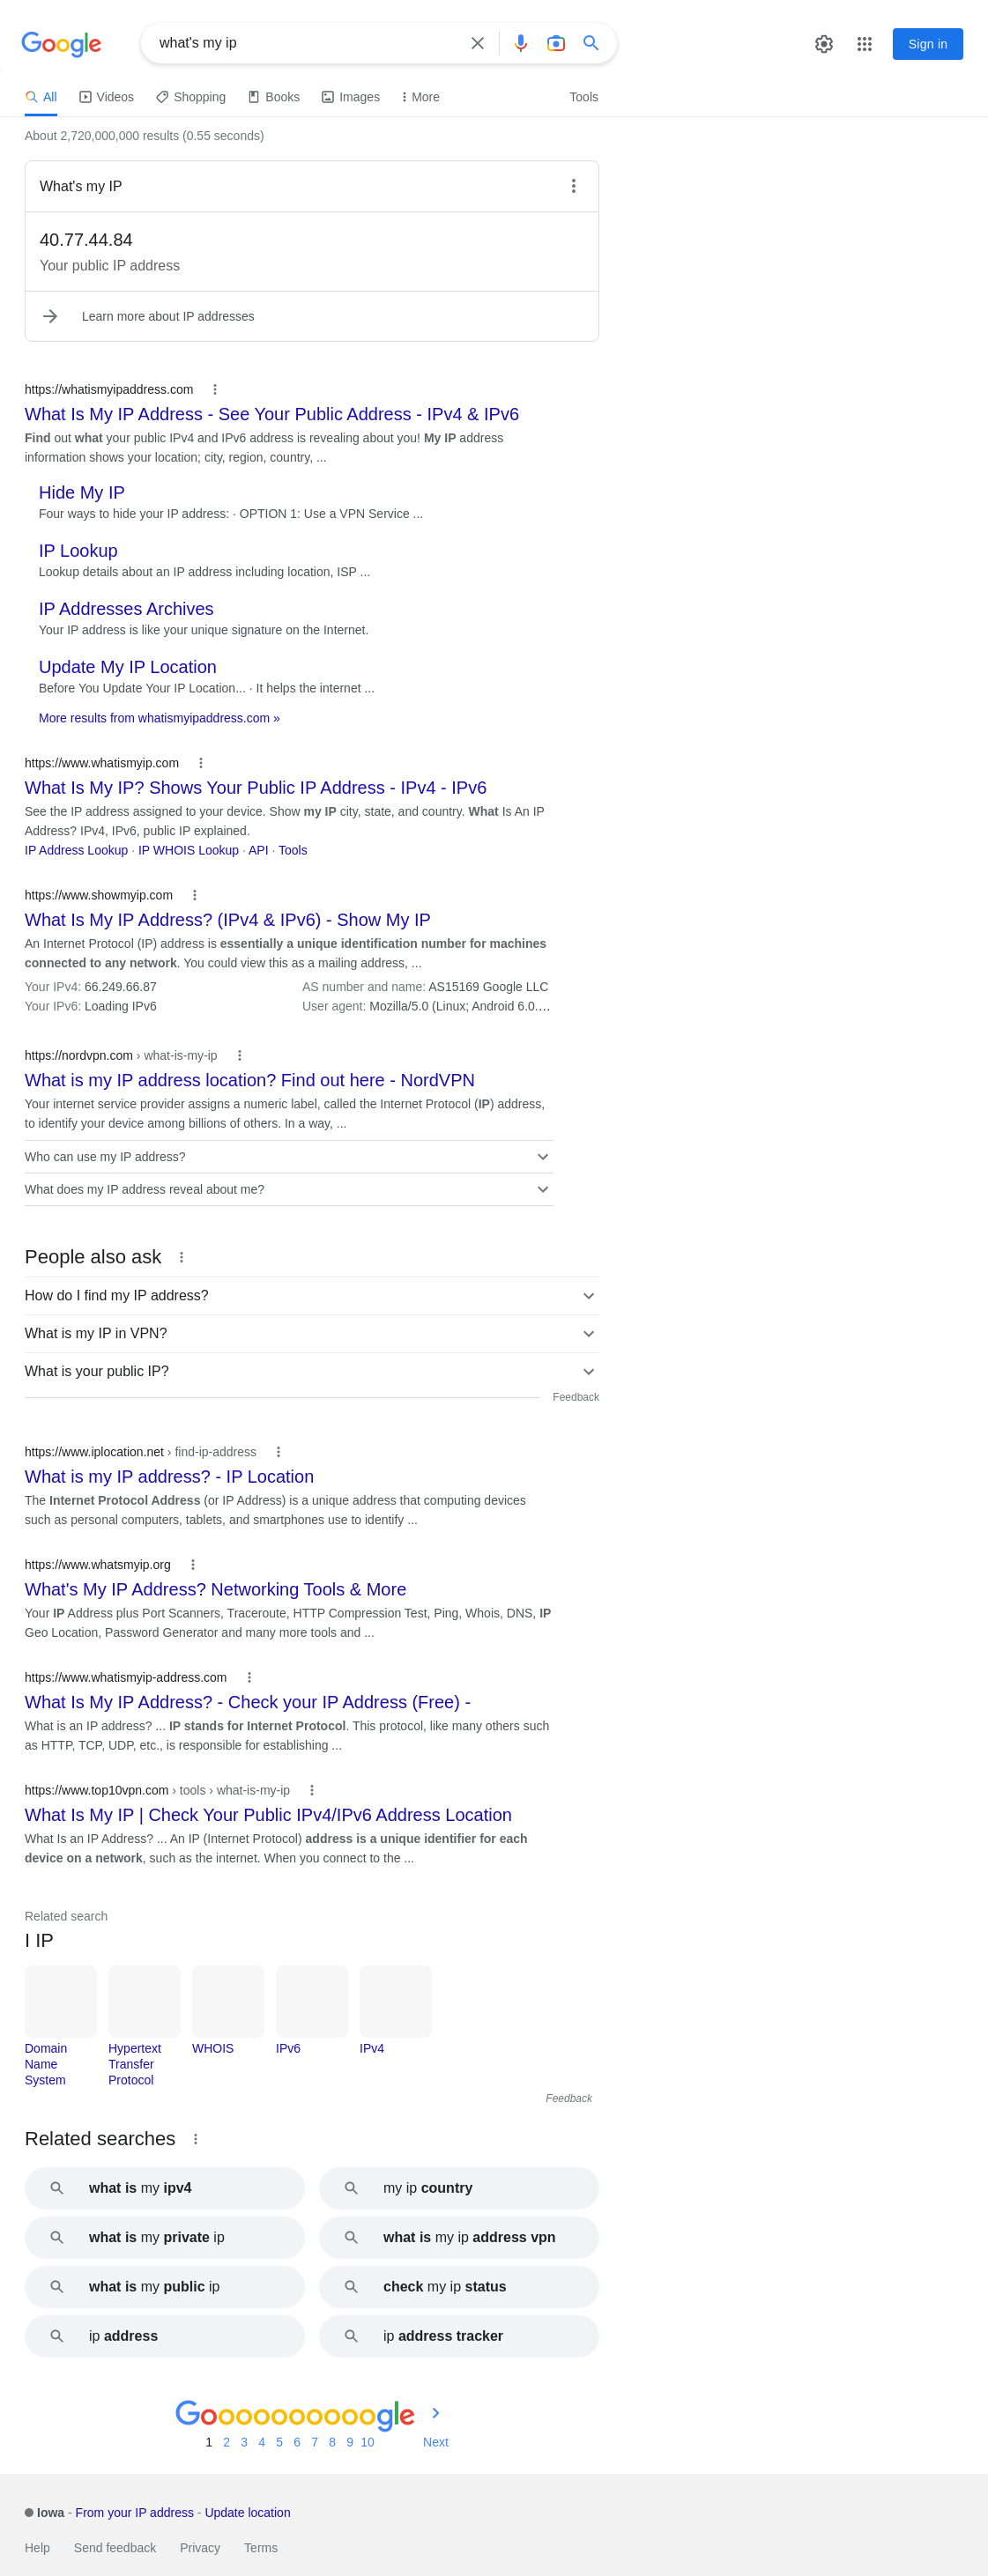 Google
what's my ip
Sign in
All
Videos
Shopping
Books
Images
More
Tools
About 2,720,000,000 results (0.55 seconds)
What's my IP
40.77.44.84
Your public IP address
Learn more about IP addresses
https://whatismyipaddress.com
What Is My IP Address - See Your Public Address - IPv4 & IPv6
Find out what your public IPv4 and IPv6 address is revealing about you! My IP address
information shows your location; city, region, country, ...
Hide My IP
Four ways to hide your IP address: · OPTION 1: Use a VPN Service ...
IP Lookup
Lookup details about an IP address including location, ISP ...
IP Addresses Archives
Your IP address is like your unique signature on the Internet.
Update My IP Location
Before You Update Your IP Location... · It helps the internet ...
More results from whatismyipaddress.com »
https://www.whatismyip.com
What Is My IP? Shows Your Public IP Address - IPv4 - IPv6
See the IP address assigned to your device. Show my IP city, state, and country. What Is An IP
Address? IPv4, IPv6, public IP explained.
IP Address Lookup · IP WHOIS Lookup · API · Tools
https://www.showmyip.com
What Is My IP Address? (IPv4 & IPv6) - Show My IP
An Internet Protocol (IP) address is essentially a unique identification number for machines
connected to any network. You could view this as a mailing address, ...
Your IPv4: 66.249.66.87
AS number and name: AS15169 Google LLC
Your IPv6: Loading IPv6
User agent: Mozilla/5.0 (Linux; Android 6.0....
https://nordvpn.com › what-is-my-ip
What is my IP address location? Find out here - NordVPN
Your internet service provider assigns a numeric label, called the Internet Protocol (IP) address,
to identify your device among billions of others. In a way, ...
Who can use my IP address?
What does my IP address reveal about me?
People also ask
How do I find my IP address?
What is my IP in VPN?
What is your public IP?
Feedback
https://www.iplocation.net › find-ip-address
What is my IP address? - IP Location
The Internet Protocol Address (or IP Address) is a unique address that computing devices
such as personal computers, tablets, and smartphones use to identify ...
https://www.whatsmyip.org
What's My IP Address? Networking Tools & More
Your IP Address plus Port Scanners, Traceroute, HTTP Compression Test, Ping, Whois, DNS, IP
Geo Location, Password Generator and many more tools and ...
https://www.whatismyip-address.com
What Is My IP Address? - Check your IP Address (Free) -
What is an IP address? ... IP stands for Internet Protocol. This protocol, like many others such
as HTTP, TCP, UDP, etc., is responsible for establishing ...
https://www.top10vpn.com › tools › what-is-my-ip
What Is My IP | Check Your Public IPv4/IPv6 Address Location
What Is an IP Address? ... An IP (Internet Protocol) address is a unique identifier for each
device on a network, such as the internet. When you connect to the ...
Related search
I IP
Domain
Name
System
Hypertext
Transfer
Protocol
WHOIS
IPv6
IPv4
Feedback
Related searches
what is my ipv4
my ip country
what is my private ip
what is my ip address vpn
what is my public ip
check my ip status
ip address
ip address tracker
Goooooooooogle
1 2 3 4 5 6 7 8 9 10 Next
Iowa - From your IP address - Update location
Help
Send feedback
Privacy
Terms